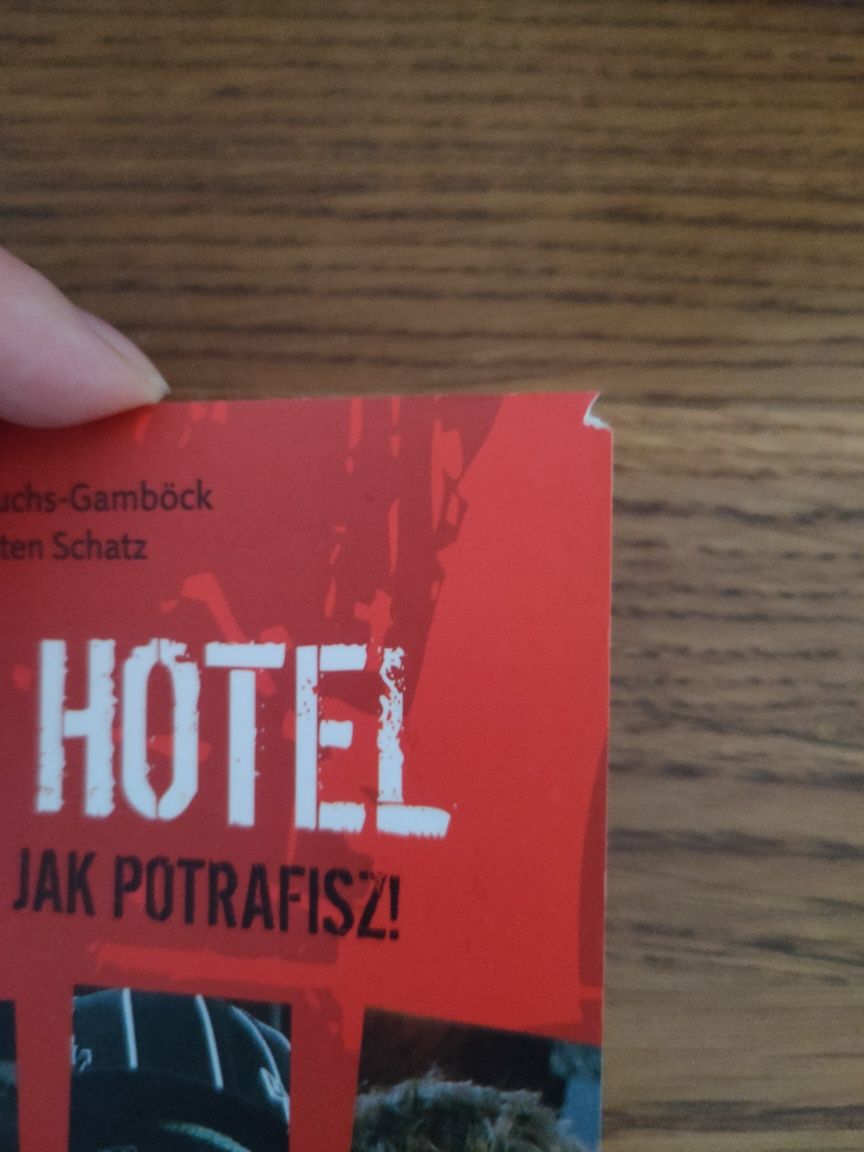 uchs-Gamböck
ten Schatz
HOTEL
JAK POTRAFISZ!